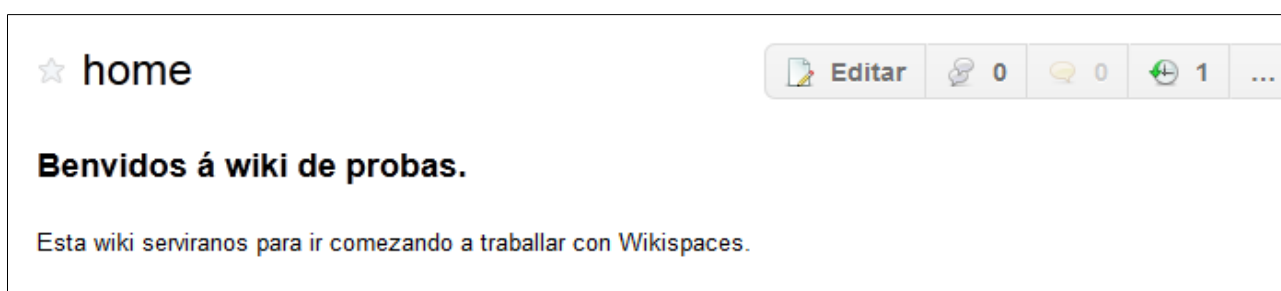 home
Editar 0 0 1 ...
Benvidos á wiki de probas.
Esta wiki serviranos para ir comezando a traballar con Wikispaces.